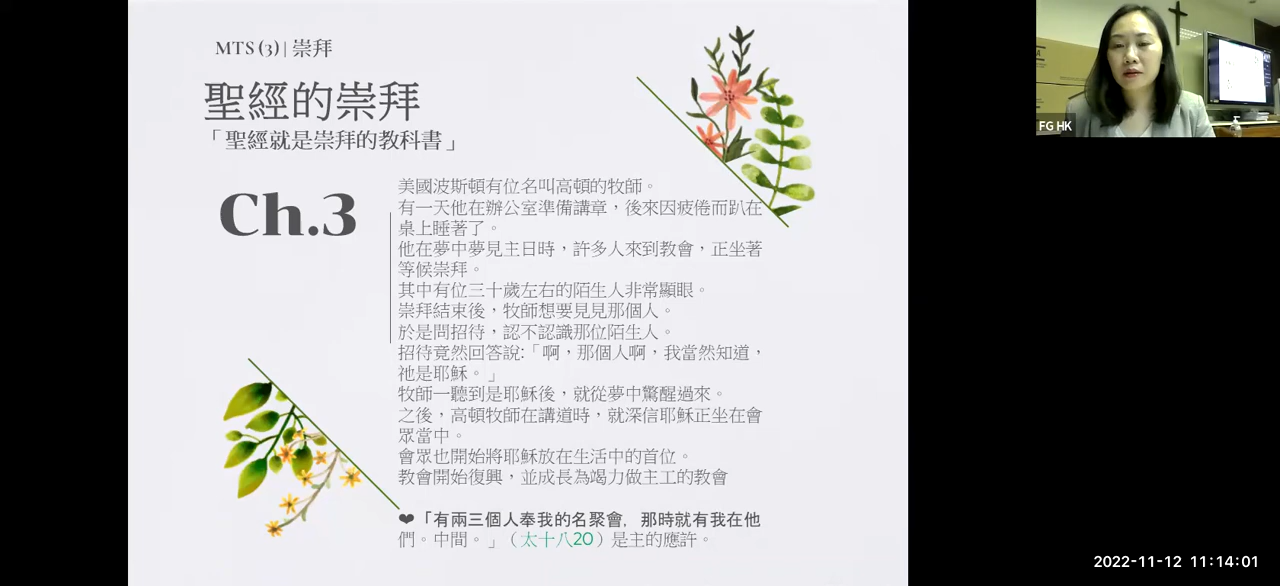 MTS (3) | 崇拜
聖經的崇拜
「聖經就是崇拜的教科書」
Ch.3
美國波斯頓有位名叫高頓的牧師。
有一天他在辦公室準備講章，後來因疲倦而趴在
桌上睡著了。
他在夢中夢見主日時，許多人來到教會，正坐著
等候崇拜。
其中有位三十歲左右的陌生人非常顯眼。
崇拜結束後，牧師想要見見那個人。
於是問招待，認不認識那位陌生人。
招待竟然回答說:「啊，那個人啊，我當然知道，
祂是耶穌。」
牧師一聽到是耶穌後，就從夢中驚醒過來。
之後，高頓牧師在講道時，就深信耶穌正坐在會
眾當中。
會眾也開始將耶穌放在生活中的首位。
教會開始復興，並成長為竭力做主工的教會
❤「有兩三個人奉我的名聚會，那時就有我在他
們。中間。」（太十八20）是主的應許。
FG HK
2022-11-12 11:14:01